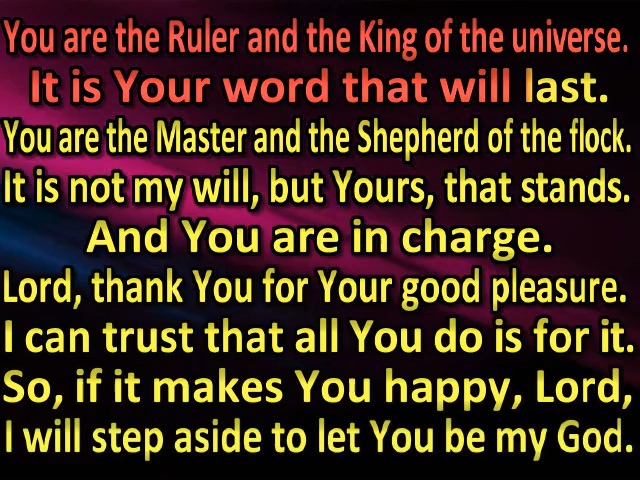 You are the Ruler and the King of the universe.
It is Your word that will last.
You are the Master and the Shepherd of the flock.
It is not my will, but Yours, that stands.
And You are in charge.
Lord, thank You for Your good pleasure.
I can trust that all You do is for it.
So, if it makes You happy, Lord,
I will step aside to let You be my God.